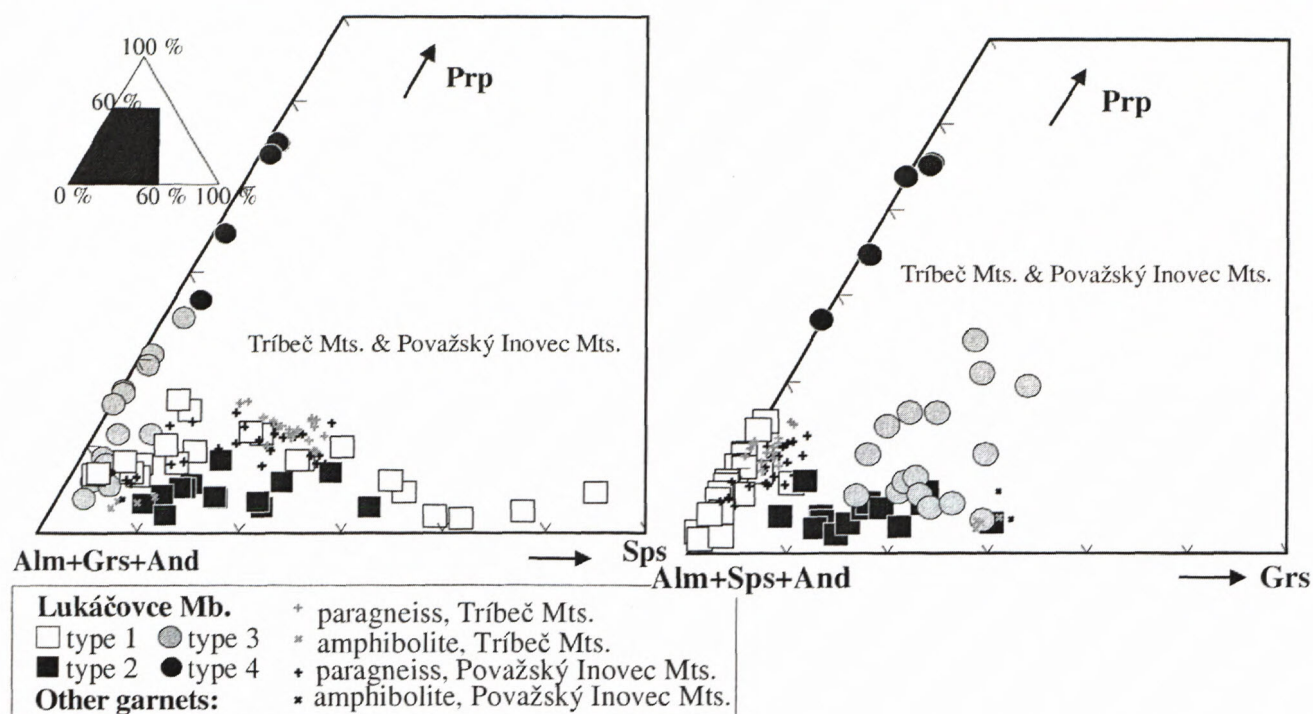 100 %
Prp
60 %
0 %
60 %
100 %
Tríbeč Mts. & Považský Inovec Mts.
Alm+Grs+And
Sps
Prp
Tríbeč Mts. & Považský Inovec Mts.
Alm+Sps+And
Grs
Lukáčovce Mb.
type 1
type 3
type 2
type 4
Other garnets:
paragneiss, Tríbeč Mts.
amphibolite, Tríbeč Mts.
paragneiss, Považský Inovec Mts.
amphibolite, Považský Inovec Mts.